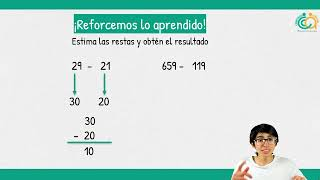 ¡Reforcemos lo aprendido!
Estima las restas y obtén el resultado
29 - 21
659 - 119
30 20
30
- 20
10